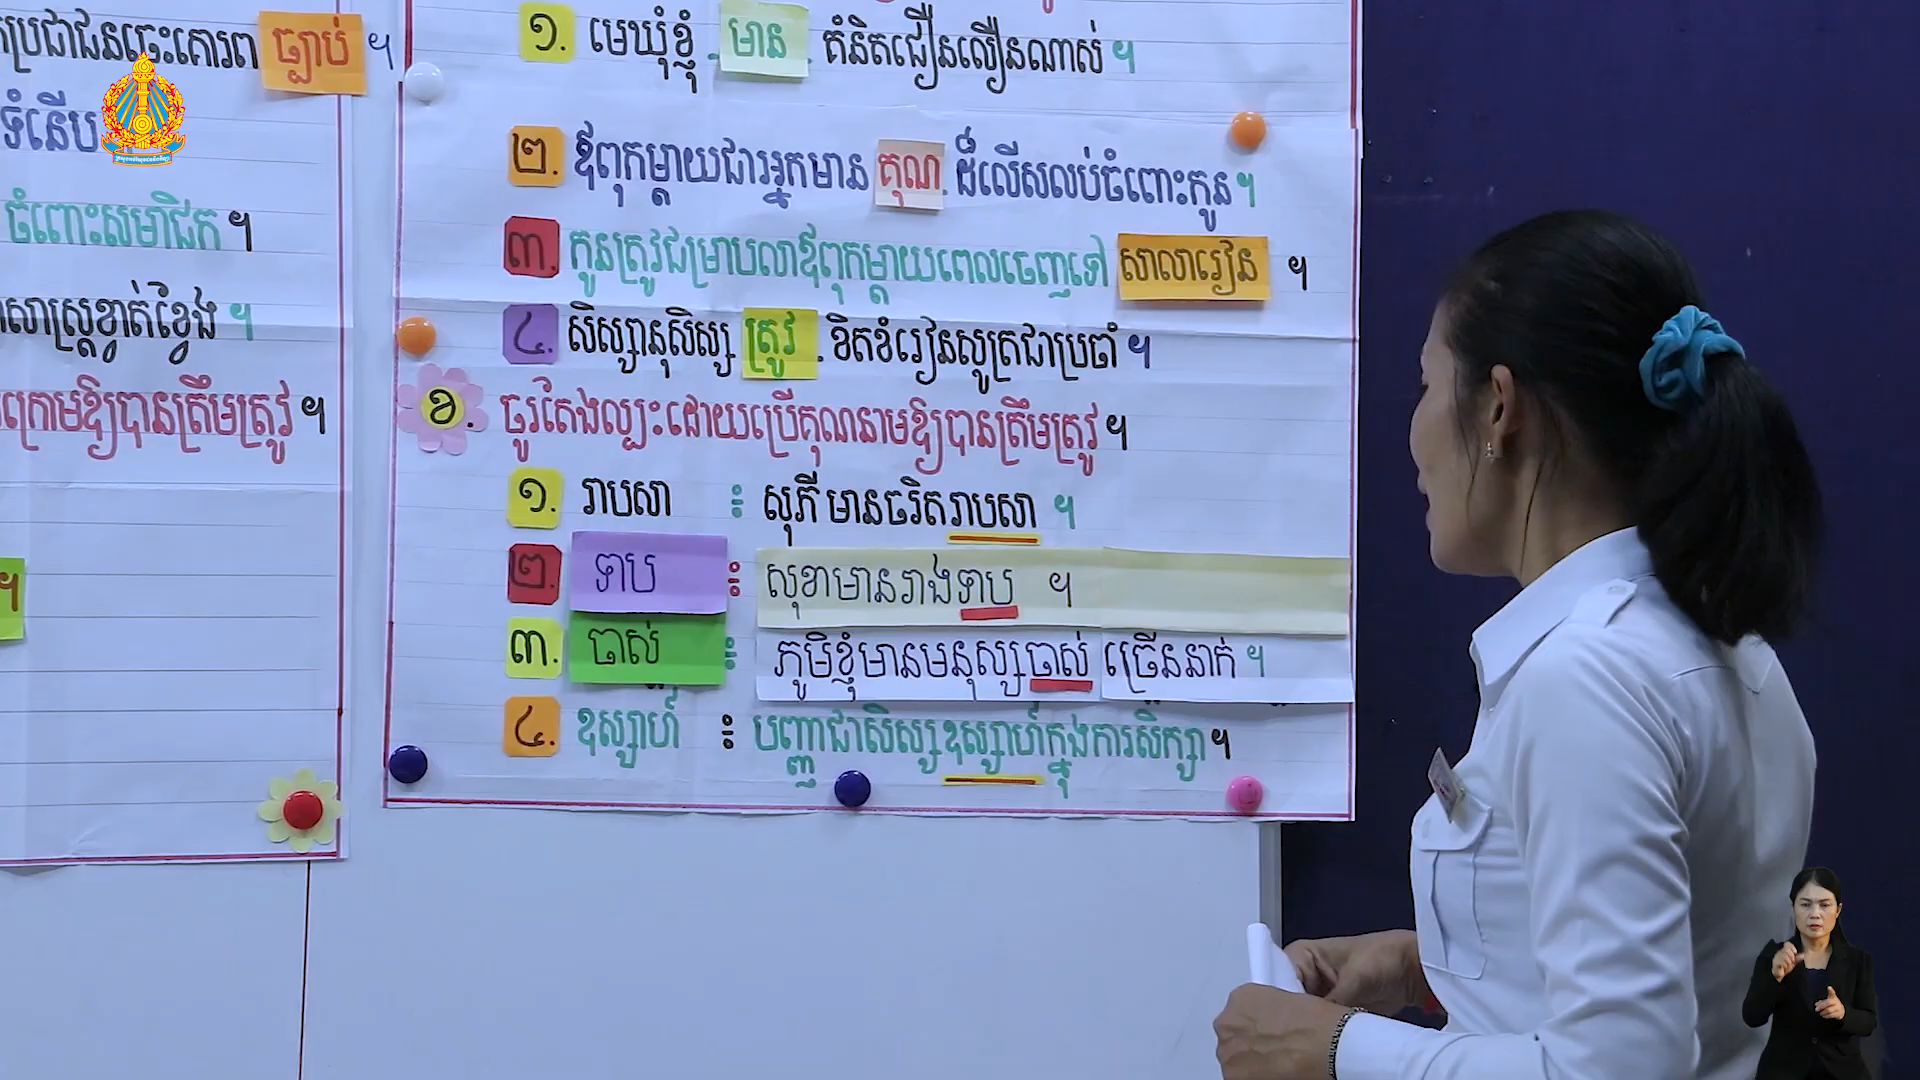 ប្រជាជនចេះគោរព ច្បាប់ ។
ទំនើប
ចំពោះសមាជិក ។
សាស្ត្រខ្វាត់ខ្វែង ។
ក្រោមឱ្យបានត្រឹមត្រូវ ។
។
១. មេឃុំខ្ញុំ មាន គំនិតជឿនលឿនណាស់ ។
២. ឪពុកម្ដាយជាអ្នកមាន គុណ ដ៏លើសលប់ចំពោះកូន ។
៣. កូនត្រូវជម្រាបលាឪពុកម្ដាយពេលចេញទៅ សាលារៀន ។
៤. សិស្សានុសិស្ស ត្រូវ ខិតខំរៀនសូត្រជាប្រចាំ ។
ខ. ចូរតែងល្បះដោយប្រើគុណនាមឱ្យបានត្រឹមត្រូវ ។
១. រាបសា ៖ សុភី មានចរិតរាបសា ។
២. ទាប ៖ សុខាមានរាងទាប ។
៣. ចាស់ ៖ ភូមិខ្ញុំមានមនុស្សចាស់ ច្រើននាក់ ។
៤. ឧស្សាហ៍ ៖ បញ្ញាជាសិស្សឧស្សាហ៍ក្នុងការសិក្សា ។